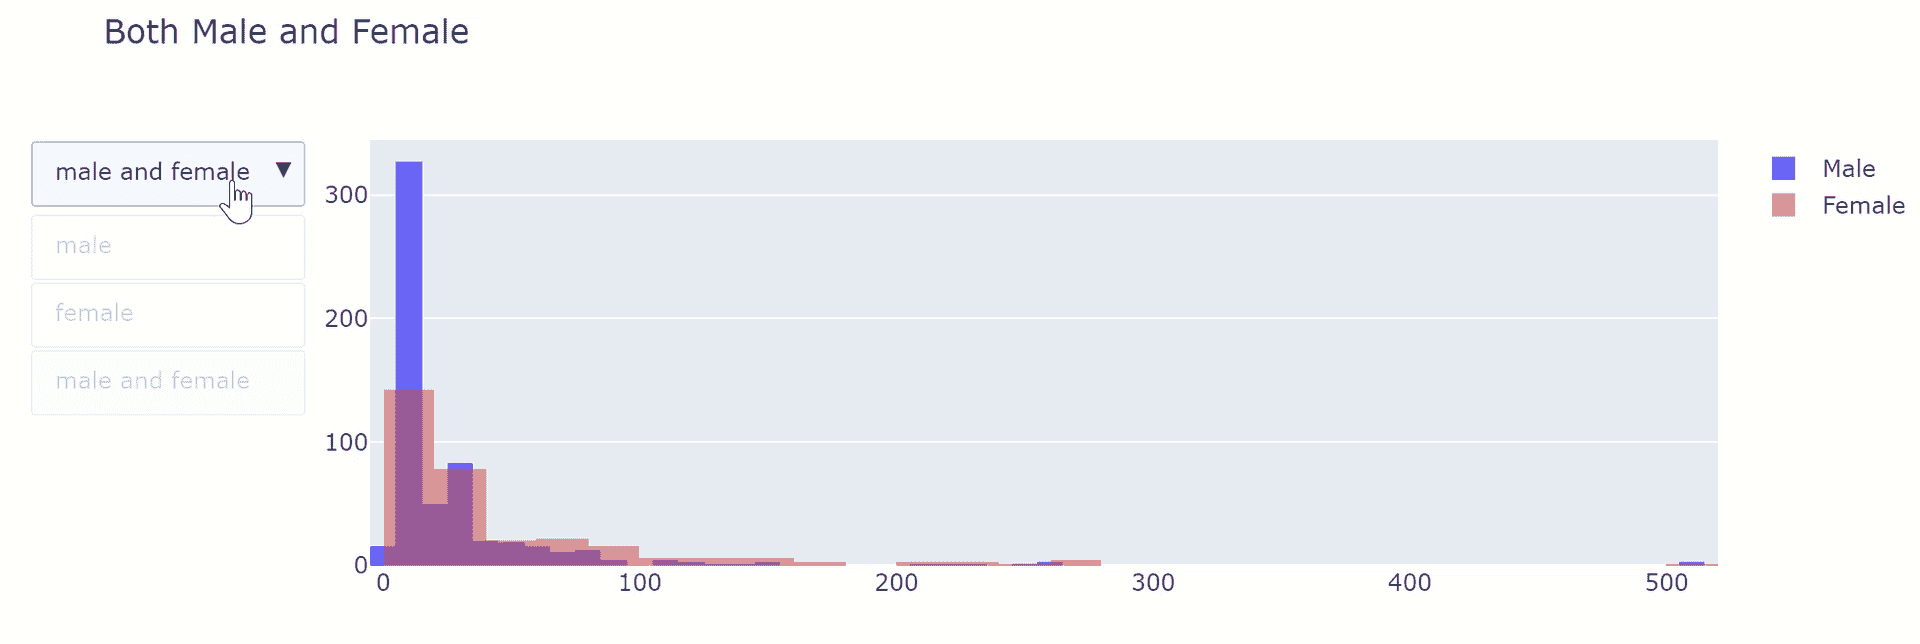 Both Male and Female
male and female ▼
male
female
male and female
300
200
100
0
0 100 200 300 400 500
Male
Female